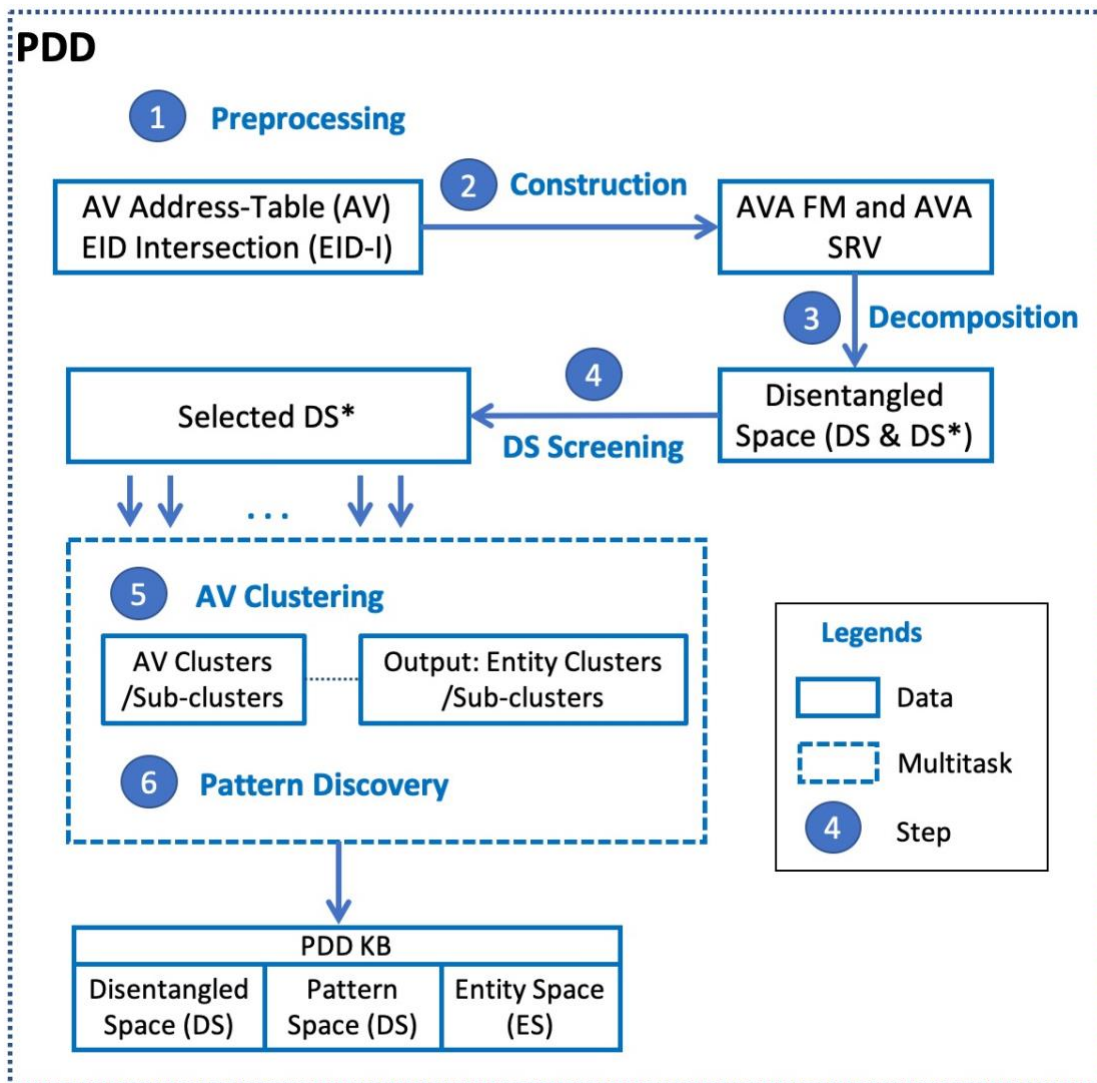 PDD
1 Preprocessing
2 Construction
AV Address-Table (AV)
EID Intersection (EID-I)
AVA FM and AVA
SRV
3 Decomposition
4
DS Screening
Selected DS*
Disentangled
Space (DS & DS*)
...
5 AV Clustering
AV Clusters
/Sub-clusters
Output: Entity Clusters
/Sub-clusters
6 Pattern Discovery
Legends
Data
Multitask
4 Step
PDD KB
Disentangled
Space (DS)
Pattern
Space (DS)
Entity Space
(ES)